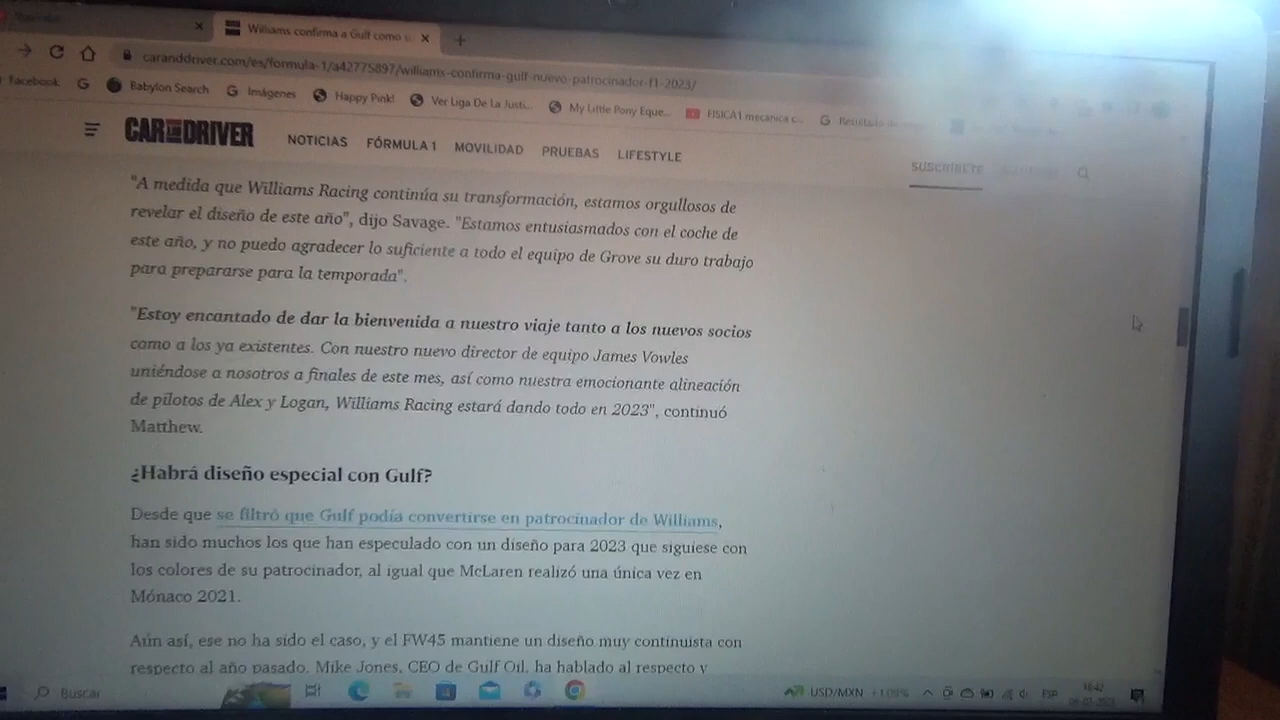 Williams confirma a Gulf como s
caranddriver.com/es/formula-1/a42775897/williams-confirma-gulf-nuevo-patrocinador-f1-2023/
Facebook
Babylon Search
Imágenes
Happy Pink!
Ver Liga De La Justi...
My Little Pony Eque...
FISICA1 mecánica c...
CAR AND DRIVER
NOTICIAS
FÓRMULA 1
MOVILIDAD
PRUEBAS
LIFESTYLE
SUSCRÍBETE
"A medida que Williams Racing continúa su transformación, estamos orgullosos de
revelar el diseño de este año", dijo Savage. "Estamos entusiasmados con el coche de
este año, y no puedo agradecer lo suficiente a todo el equipo de Grove su duro trabajo
para prepararse para la temporada".
"Estoy encantado de dar la bienvenida a nuestro viaje tanto a los nuevos socios
como a los ya existentes. Con nuestro nuevo director de equipo James Vowles
uniéndose a nosotros a finales de este mes, así como nuestra emocionante alineación
de pilotos de Alex y Logan, Williams Racing estará dando todo en 2023", continuó
Matthew.
¿Habrá diseño especial con Gulf?
Desde que se filtró que Gulf podía convertirse en patrocinador de Williams,
han sido muchos los que han especulado con un diseño para 2023 que siguiese con
los colores de su patrocinador, al igual que McLaren realizó una única vez en
Mónaco 2021.
Aún así, ese no ha sido el caso, y el FW45 mantiene un diseño muy continuista con
respecto al año pasado. Mike Jones, CEO de Gulf Oil, ha hablado al respecto y
Buscar
USD/MXN
ESP